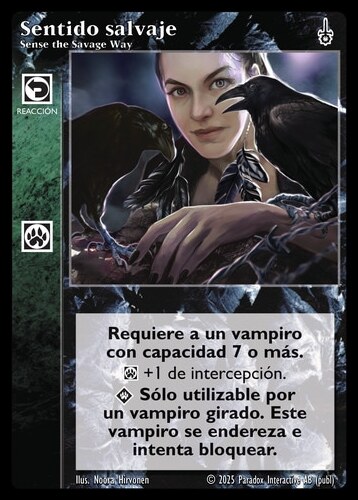 Sentido salvaje
Sense the Savage Way
REACCIÓN
Requiere a un vampiro
con capacidad 7 o más.
+1 de intercepción.
Sólo utilizable por
un vampiro girado. Este
vampiro se endereza e
intenta bloquear.
Illus. Noora Hirvonen
© 2025 Paradox Interactive AB (publ)